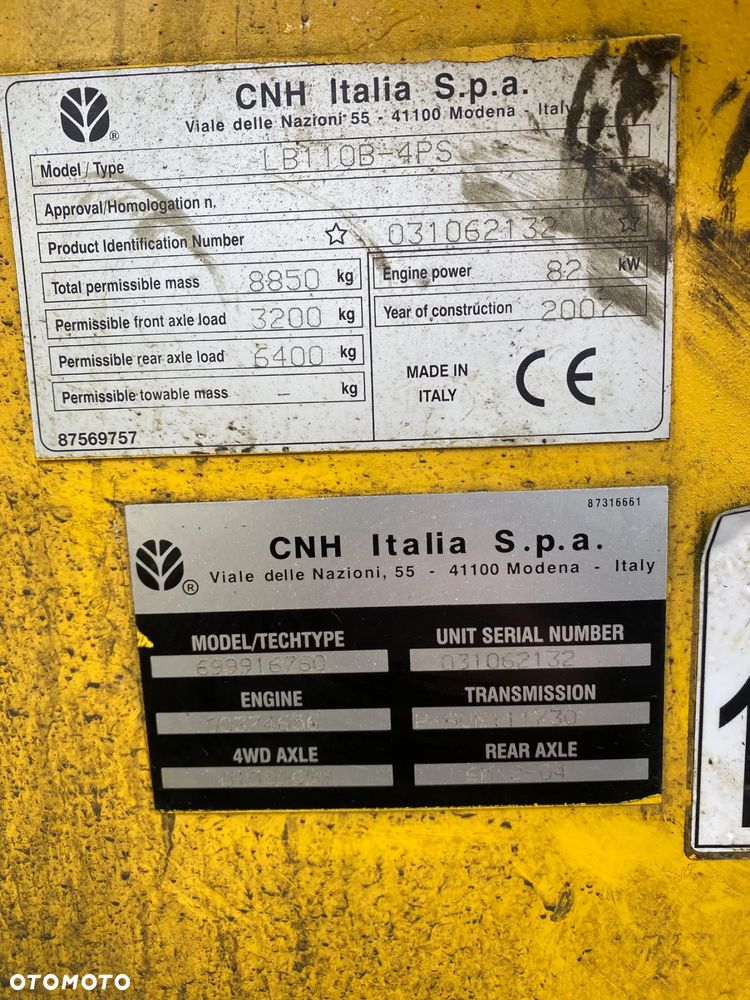 CNH Italia S.p.a.
Viale delle Nazioni 55 - 41100 Modena - Italy
Model/Type LB110B-4PS
Approval/Homologation n.
Product Identification Number ☆ 031062132 ☆
Total permissible mass 8850 kg
Engine power 82 kW
Permissible front axle load 3200 kg
Year of construction 2007
Permissible rear axle load 6400 kg
MADE IN
ITALY
CE
Permissible towable mass – kg
87569757
87316661
CNH Italia S.p.a.
®
Viale delle Nazioni, 55 - 41100 Modena - Italy
MODEL/TECHTYPE UNIT SERIAL NUMBER
699916760 031062132
ENGINE TRANSMISSION
4WD AXLE REAR AXLE
1
OTOMOTO